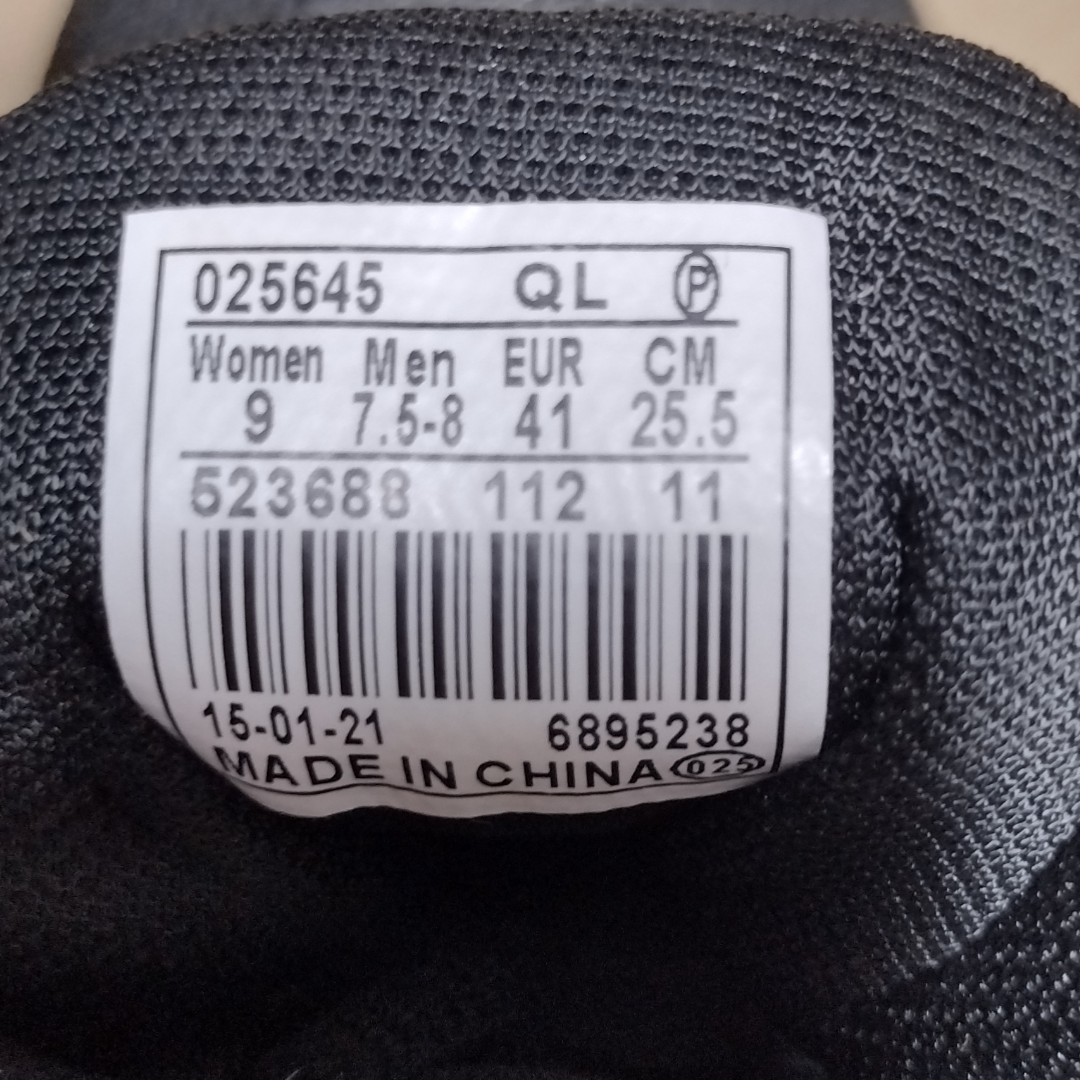 025645 QL P
Women Men EUR CM
9 7.5-8 41 25.5
523688 112 11
15-01-21 6895238
MADE IN CHINA 025